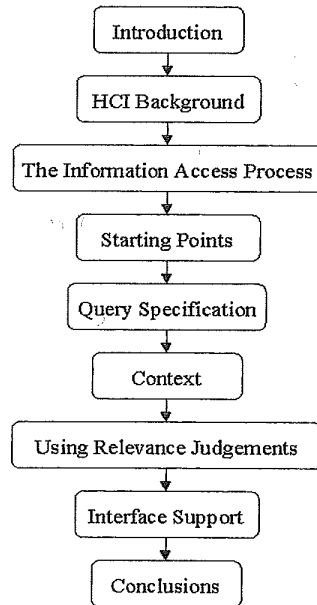 Introduction
HCI Background
The Information Access Process
Starting Points
Query Specification
Context
Using Relevance Judgements
Interface Support
Conclusions